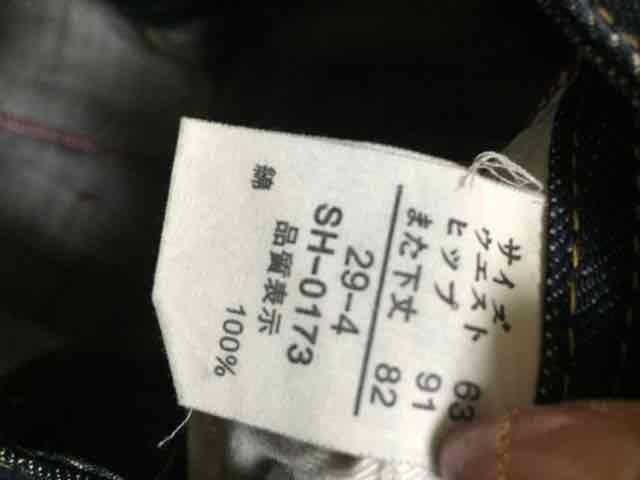 サイズ
ウエスト 63
ヒップ 91
また下丈 82
29-4
SH-0173
品質表示
綿 100%